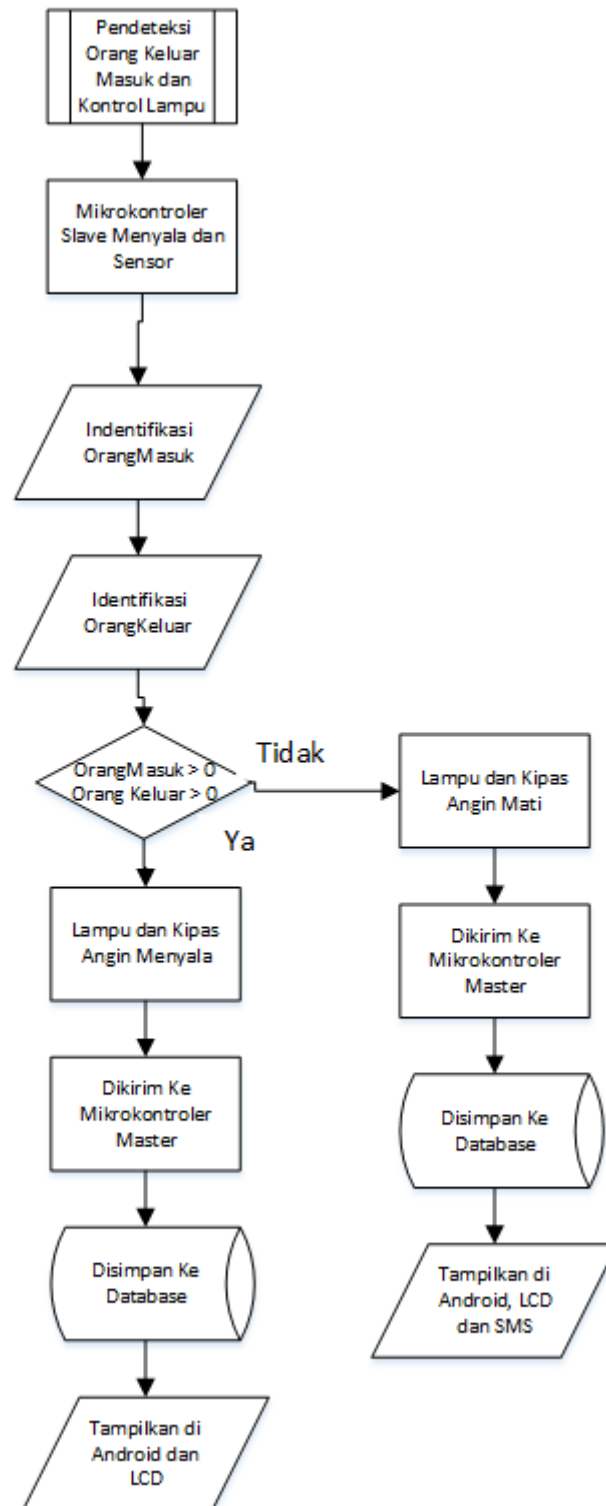 Pendeteksi
Orang Keluar
Masuk dan
Kontrol Lampu
Mikrokontroler
Slave Menyala dan
Sensor
Indentifikasi
OrangMasuk
Identifikasi
OrangKeluar
OrangMasuk > 0
Orang Keluar > 0
Tidak
Ya
Lampu dan Kipas
Angin Mati
Dikirim Ke
Mikrokontroler
Master
Disimpan Ke
Database
Tampilkan di
Android, LCD
dan SMS
Lampu dan Kipas
Angin Menyala
Dikirim Ke
Mikrokontroler
Master
Disimpan Ke
Database
Tampilkan di
Android dan
LCD